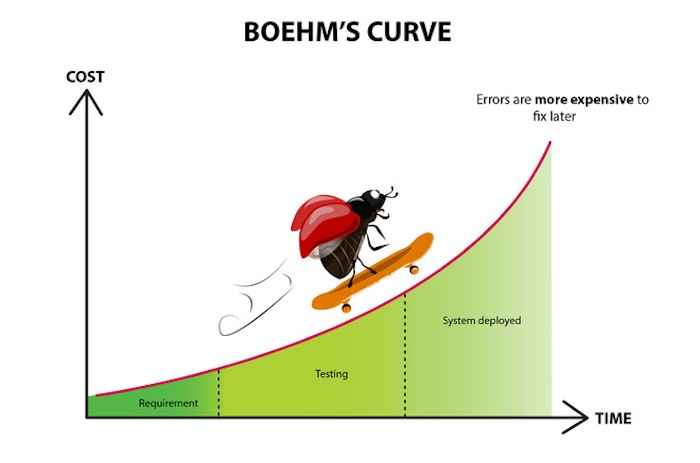 BOEHM'S CURVE
COST
Errors are more expensive to
fix later
System deployed
Testing
Requirement
TIME